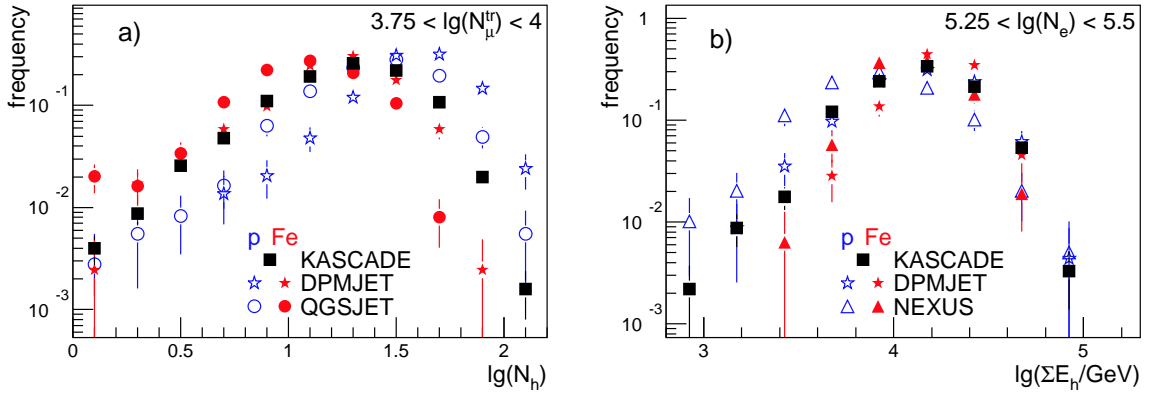 a)
3.75 < lg(N_μ^tr) < 4
frequency
10^-1
10^-2
10^-3
p Fe
KASCADE
DPMJET
QGSJET
0 0.5 1 1.5 2
lg(N_h)
b)
5.25 < lg(N_e) < 5.5
frequency
1
10^-1
10^-2
10^-3
p Fe
KASCADE
DPMJET
NEXUS
3 4 5
lg(ΣE_h/GeV)